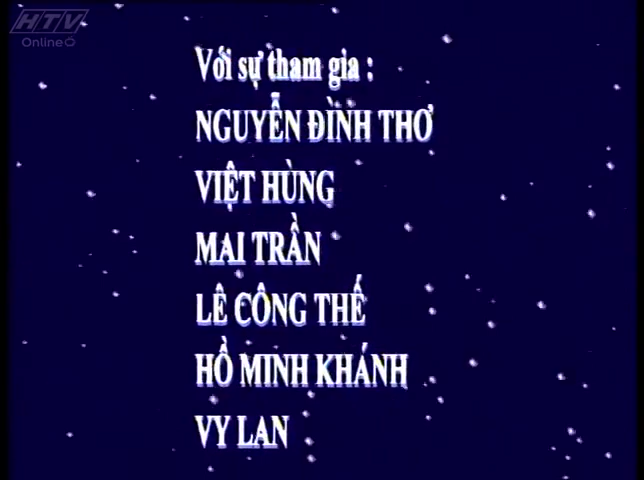 HTV
Online
Với sự tham gia :
NGUYỄN ĐÌNH THƠ
VIỆT HÙNG
MAI TRẦN
LÊ CÔNG THẾ
HỒ MINH KHÁNH
VY LAN